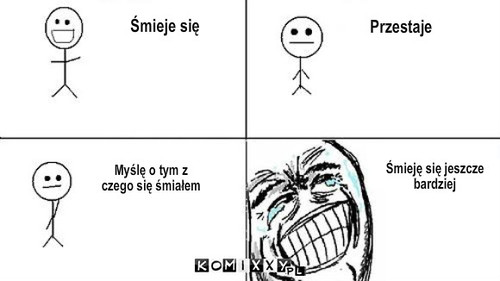 Śmieje się
Przestaje
Myślę o tym z
czego się śmiałem
Śmieję się jeszcze
bardziej
KOMIXXY.PL